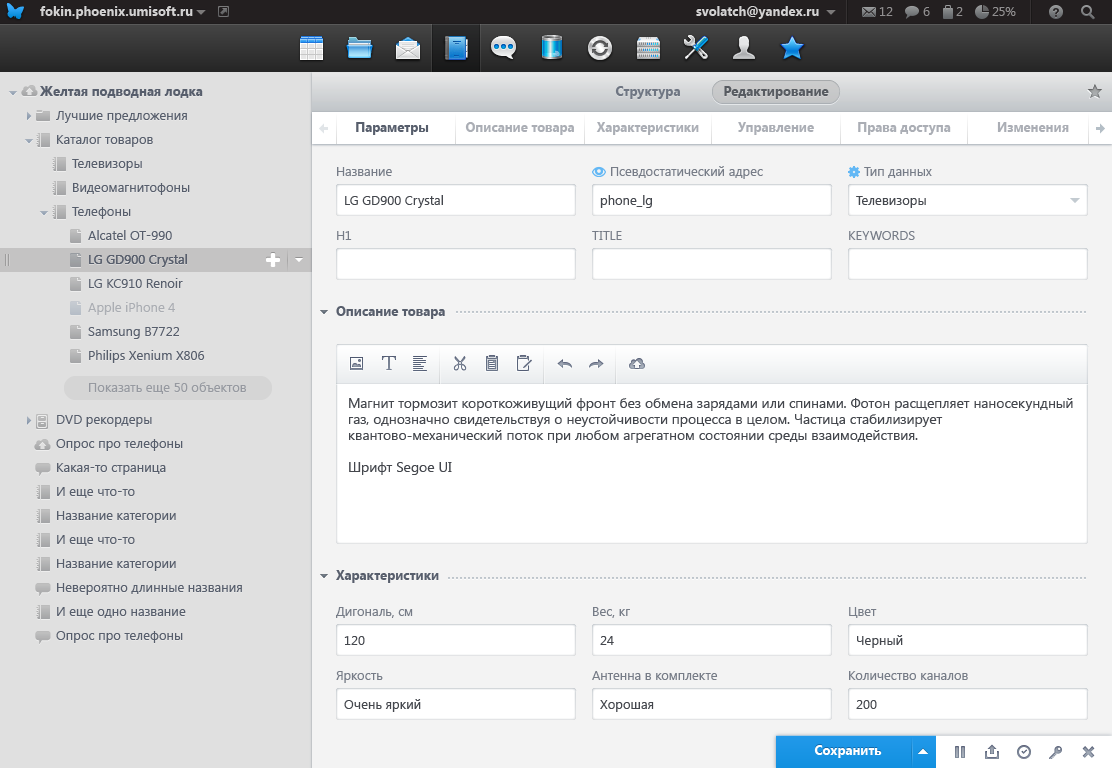 fokin.phoenix.umisoft.ru
svolatch@yandex.ru 12 6 2 25%
Желтая подводная лодка
Лучшие предложения
Каталог товаров
Телевизоры
Видеомагнитофоны
Телефоны
Alcatel OT-990
LG GD900 Crystal
LG KC910 Renoir
Apple iPhone 4
Samsung B7722
Philips Xenium X806
Показать еще 50 объектов
DVD рекордеры
Опрос про телефоны
Какая-то страница
И еще что-то
Название категории
И еще что-то
Название категории
Невероятно длинные названия
И еще одно название
Опрос про телефоны
Структура Редактирование
Параметры Описание товара Характеристики Управление Права доступа Изменения
Название Псевдостатический адрес Тип данных
LG GD900 Crystal phone_lg Телевизоры
H1 TITLE KEYWORDS
Описание товара
Магнит тормозит короткоживущий фронт без обмена зарядами или спинами. Фотон расщепляет наносекундный
газ, однозначно свидетельствуя о неустойчивости процесса в целом. Частица стабилизирует
квантово-механический поток при любом агрегатном состоянии среды взаимодействия.
Шрифт Segoe UI
Характеристики
Дигональ, см Вес, кг Цвет
120 24 Черный
Яркость Антенна в комплекте Количество каналов
Очень яркий Хорошая 200
Сохранить